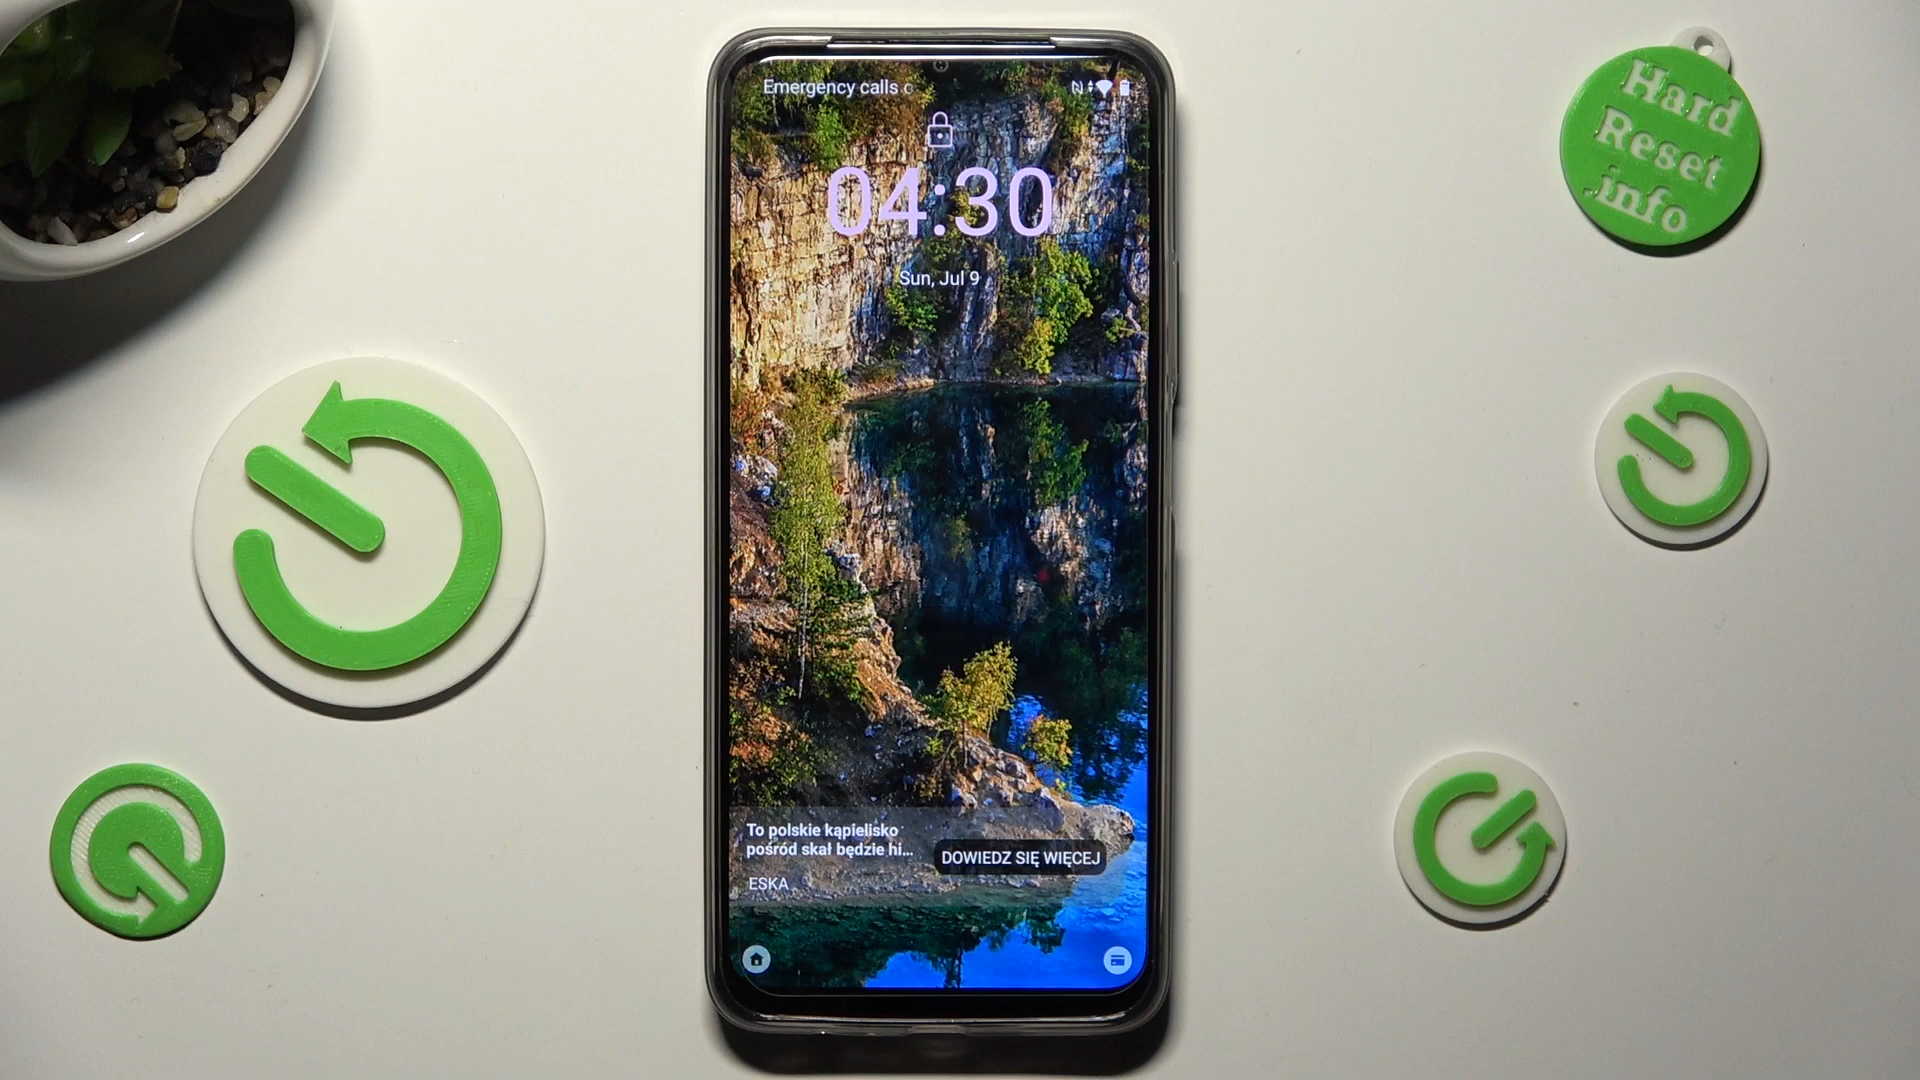 Emergency calls
04:30
Sun, Jul 9
To polskie kąpielisko
pośród skał będzie hi...
DOWIEDZ SIĘ WIĘCEJ
ESKA
Hard
Reset
.info